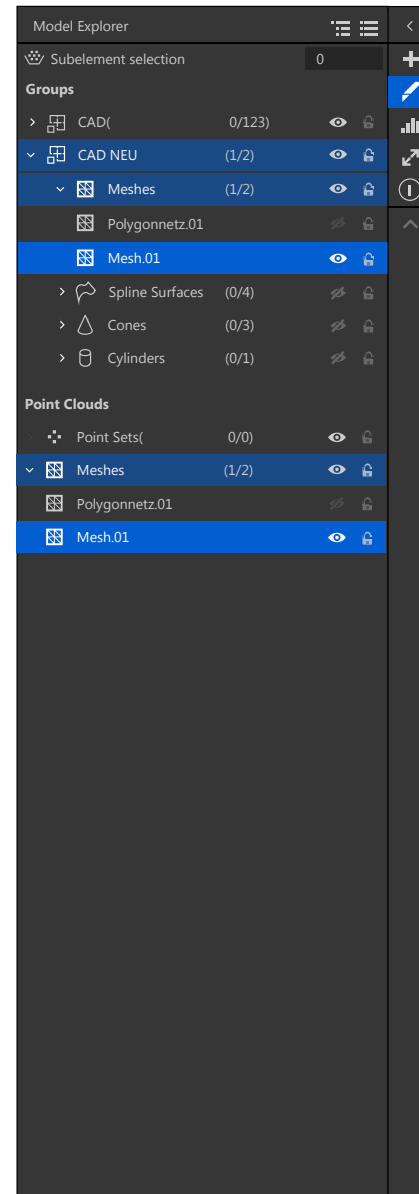 Model Explorer
Subelement selection 0
Groups
CAD( 0/123)
CAD NEU (1/2)
Meshes (1/2)
Polygonnetz.01
Mesh.01
Spline Surfaces (0/4)
Cones (0/3)
Cylinders (0/1)
Point Clouds
Point Sets( 0/0)
Meshes (1/2)
Polygonnetz.01
Mesh.01